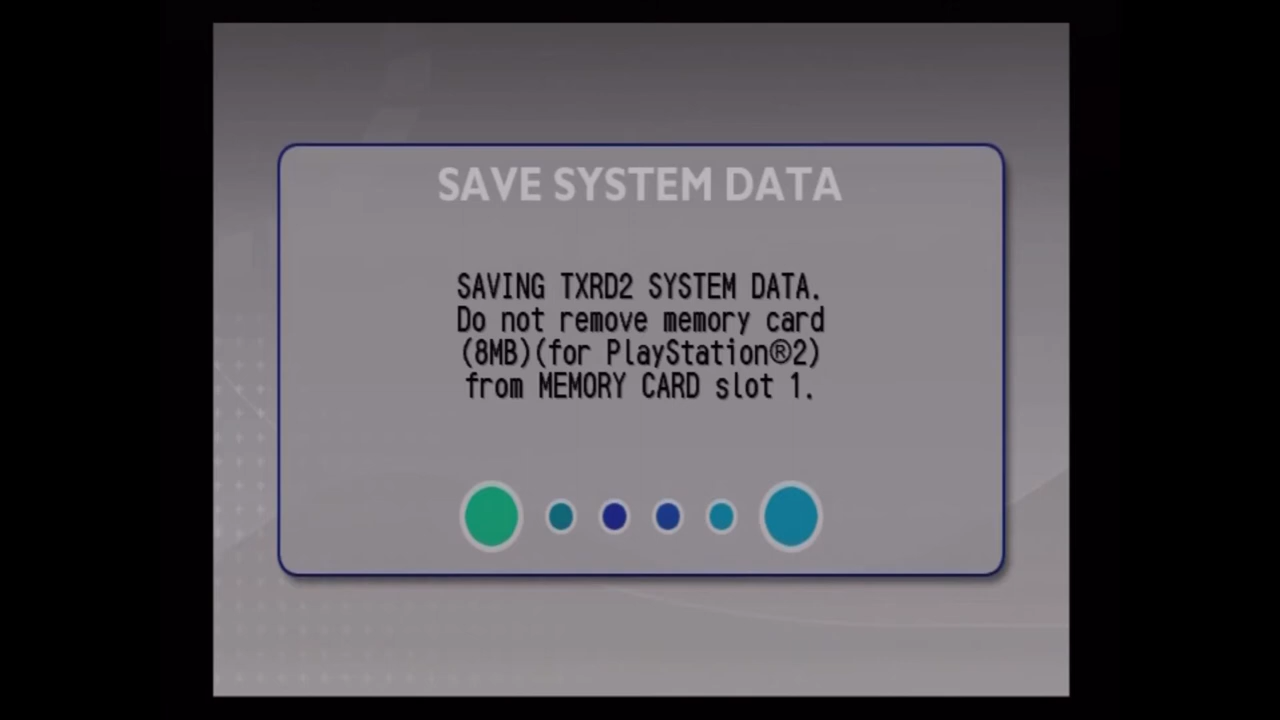 SAVE SYSTEM DATA
SAVING TXRD2 SYSTEM DATA.
Do not remove memory card
(8MB)(for PlayStation®2)
from MEMORY CARD slot 1.